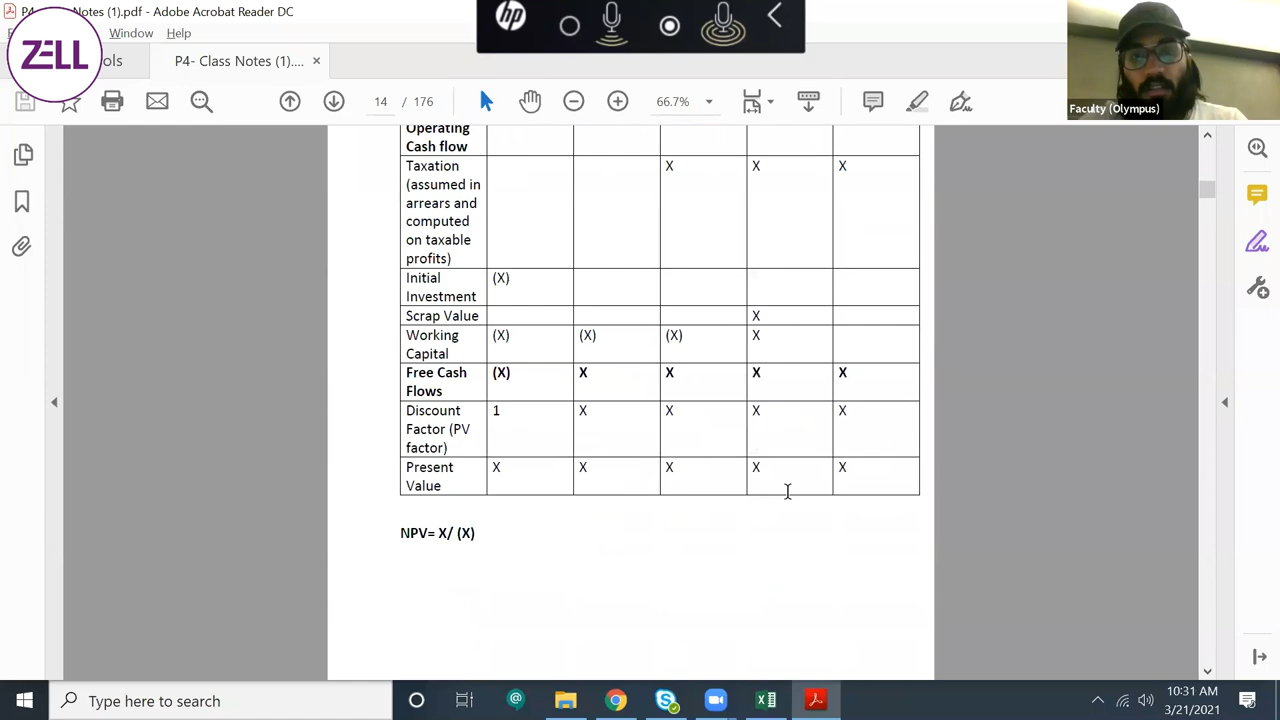 P4- Class Notes (1).pdf - Adobe Acrobat Reader DC
Window Help
ZELL
P4- Class Notes (1)....
14 / 176
66.7%
hp
Faculty (Olympus)
Operating
Cash flow
Taxation X X X
(assumed in
arrears and
computed
on taxable
profits)
Initial (X)
Investment
Scrap Value X
Working (X) (X) (X) X
Capital
Free Cash (X) X X X X
Flows
Discount 1 X X X X
Factor (PV
factor)
Present X X X X X
Value
NPV= X/ (X)
Type here to search
10:31 AM
3/21/2021